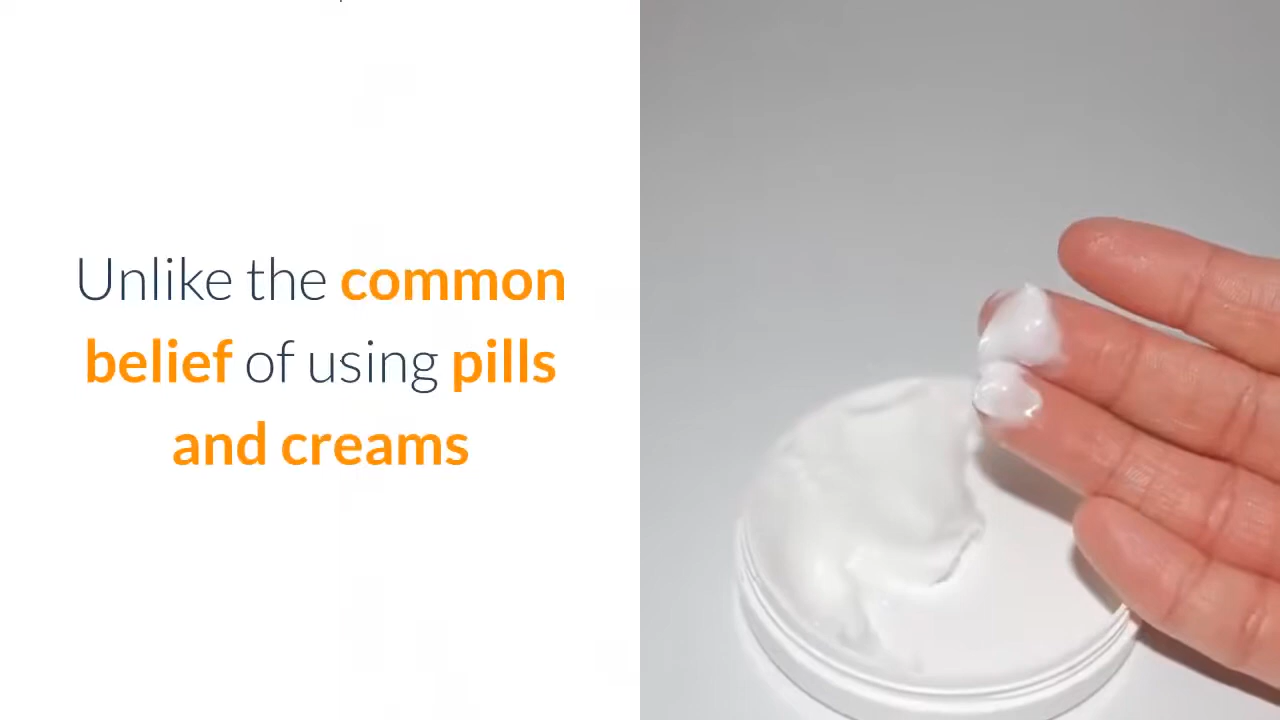 Unlike the common
belief of using pills
and creams